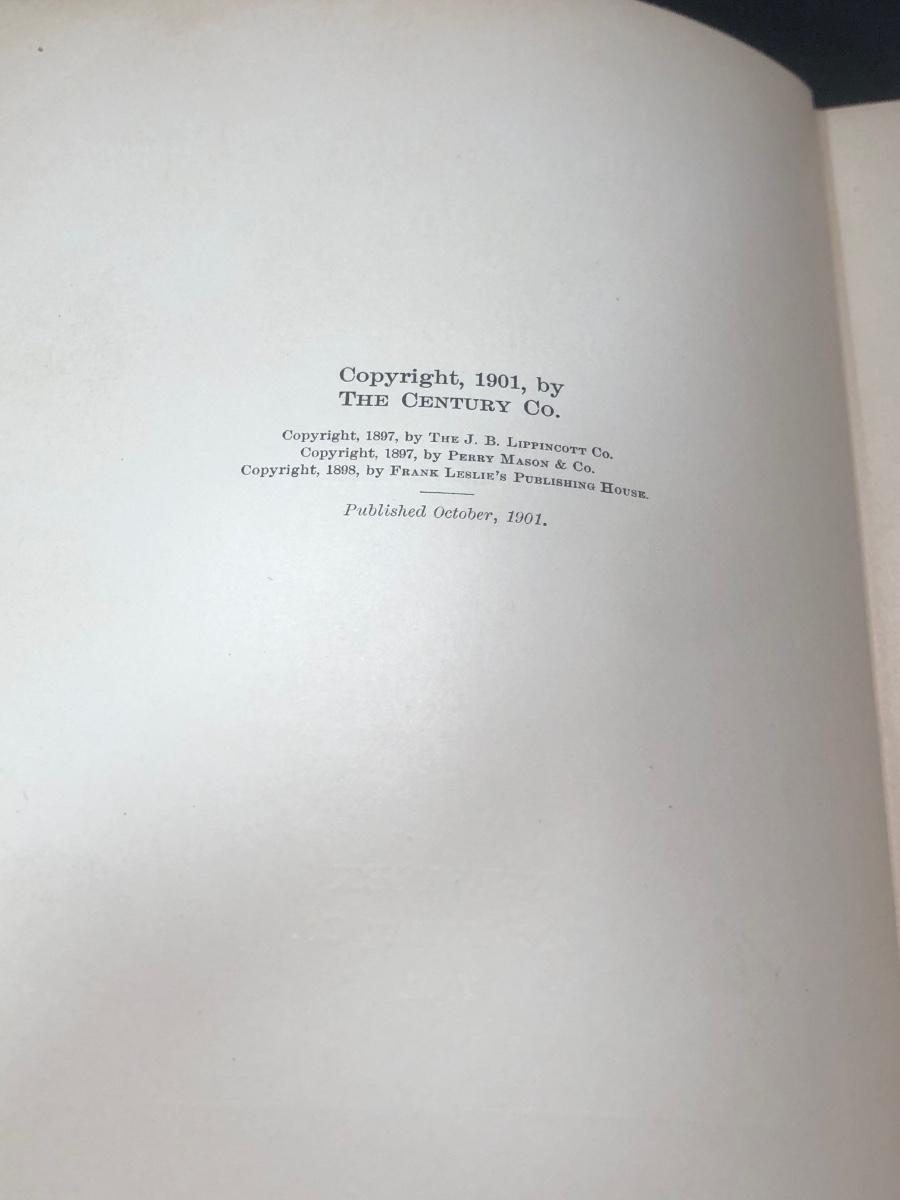 Copyright, 1901, by
THE CENTURY CO.
Copyright, 1897, by THE J. B. LIPPINCOTT CO.
Copyright, 1897, by PERRY MASON & CO.
Copyright, 1898, by FRANK LESLIE'S PUBLISHING HOUSE.
Published October, 1901.